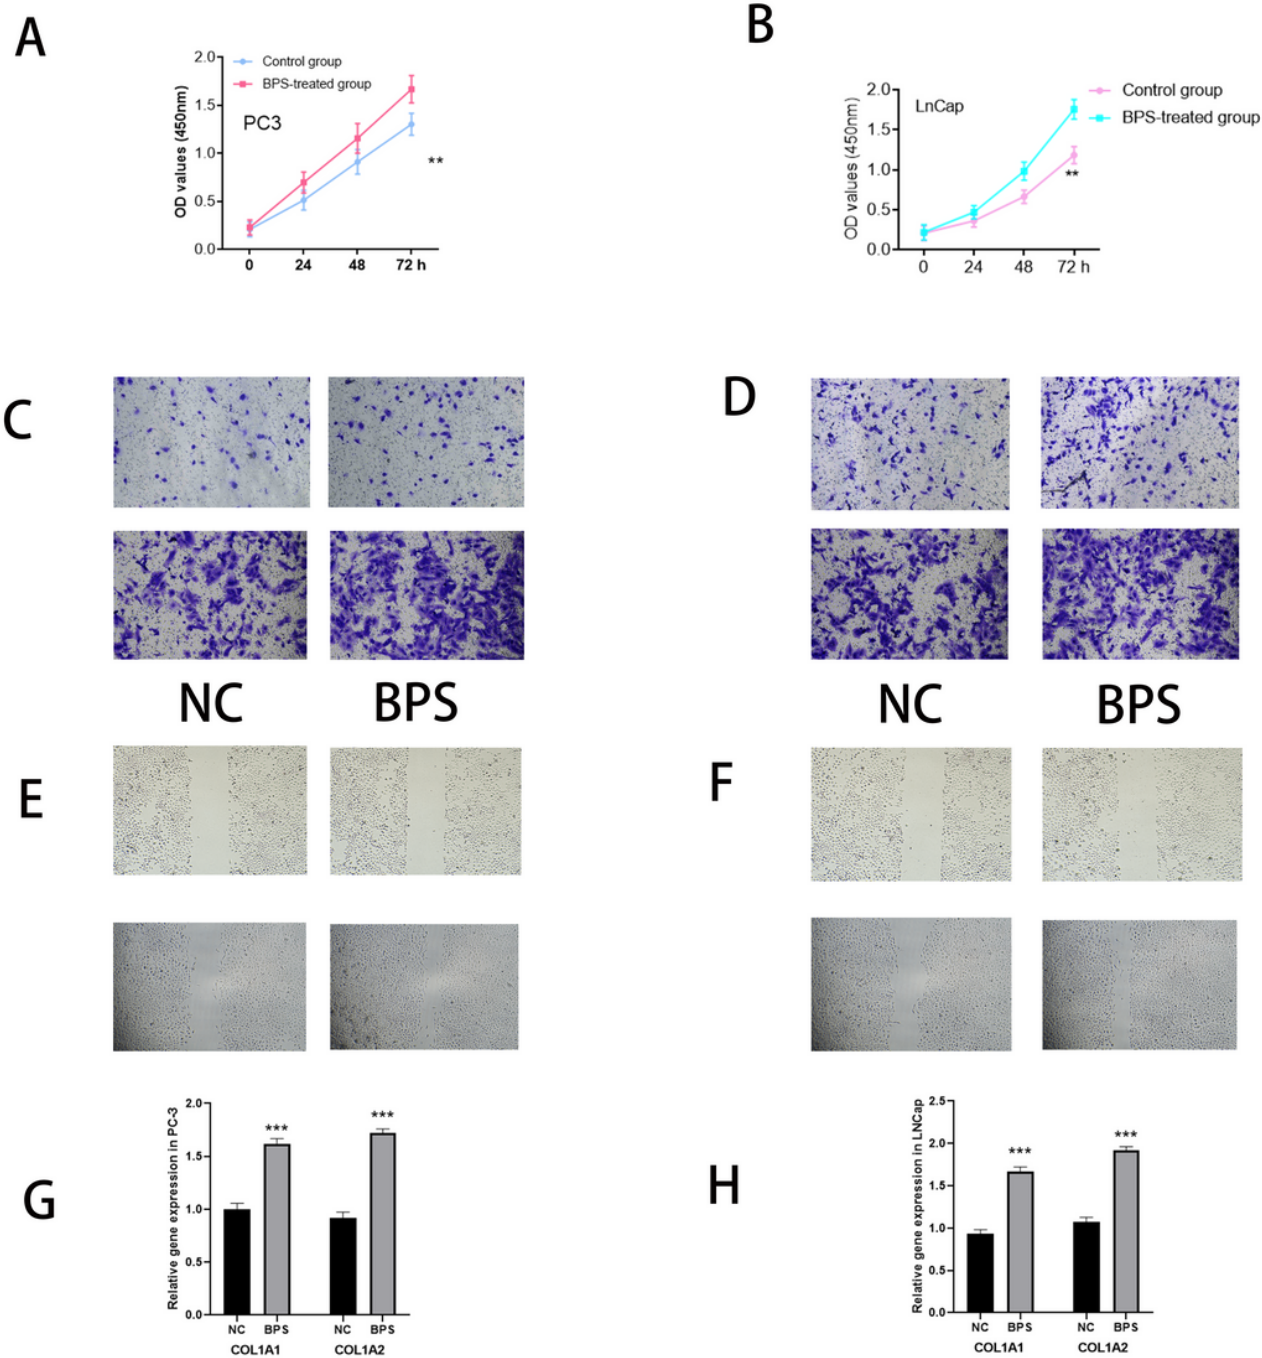 A
2.0
1.5
1.0
0.5
0.0
OD values (450nm)
Control group
BPS-treated group
PC3
**
0 24 48 72 h
B
2.0
1.5
1.0
0.5
0.0
OD values (450nm)
LnCap
Control group
BPS-treated group
**
0 24 48 72 h
C
D
NC BPS
NC BPS
E
F
G
Relative gene expression in PC-3
2.0
1.5
1.0
0.5
0.0
***
***
NC BPS NC BPS
COL1A1 COL1A2
H
Relative gene expression in LNCap
2.5
2.0
1.5
1.0
0.5
0.0
***
***
NC BPS NC BPS
COL1A1 COL1A2